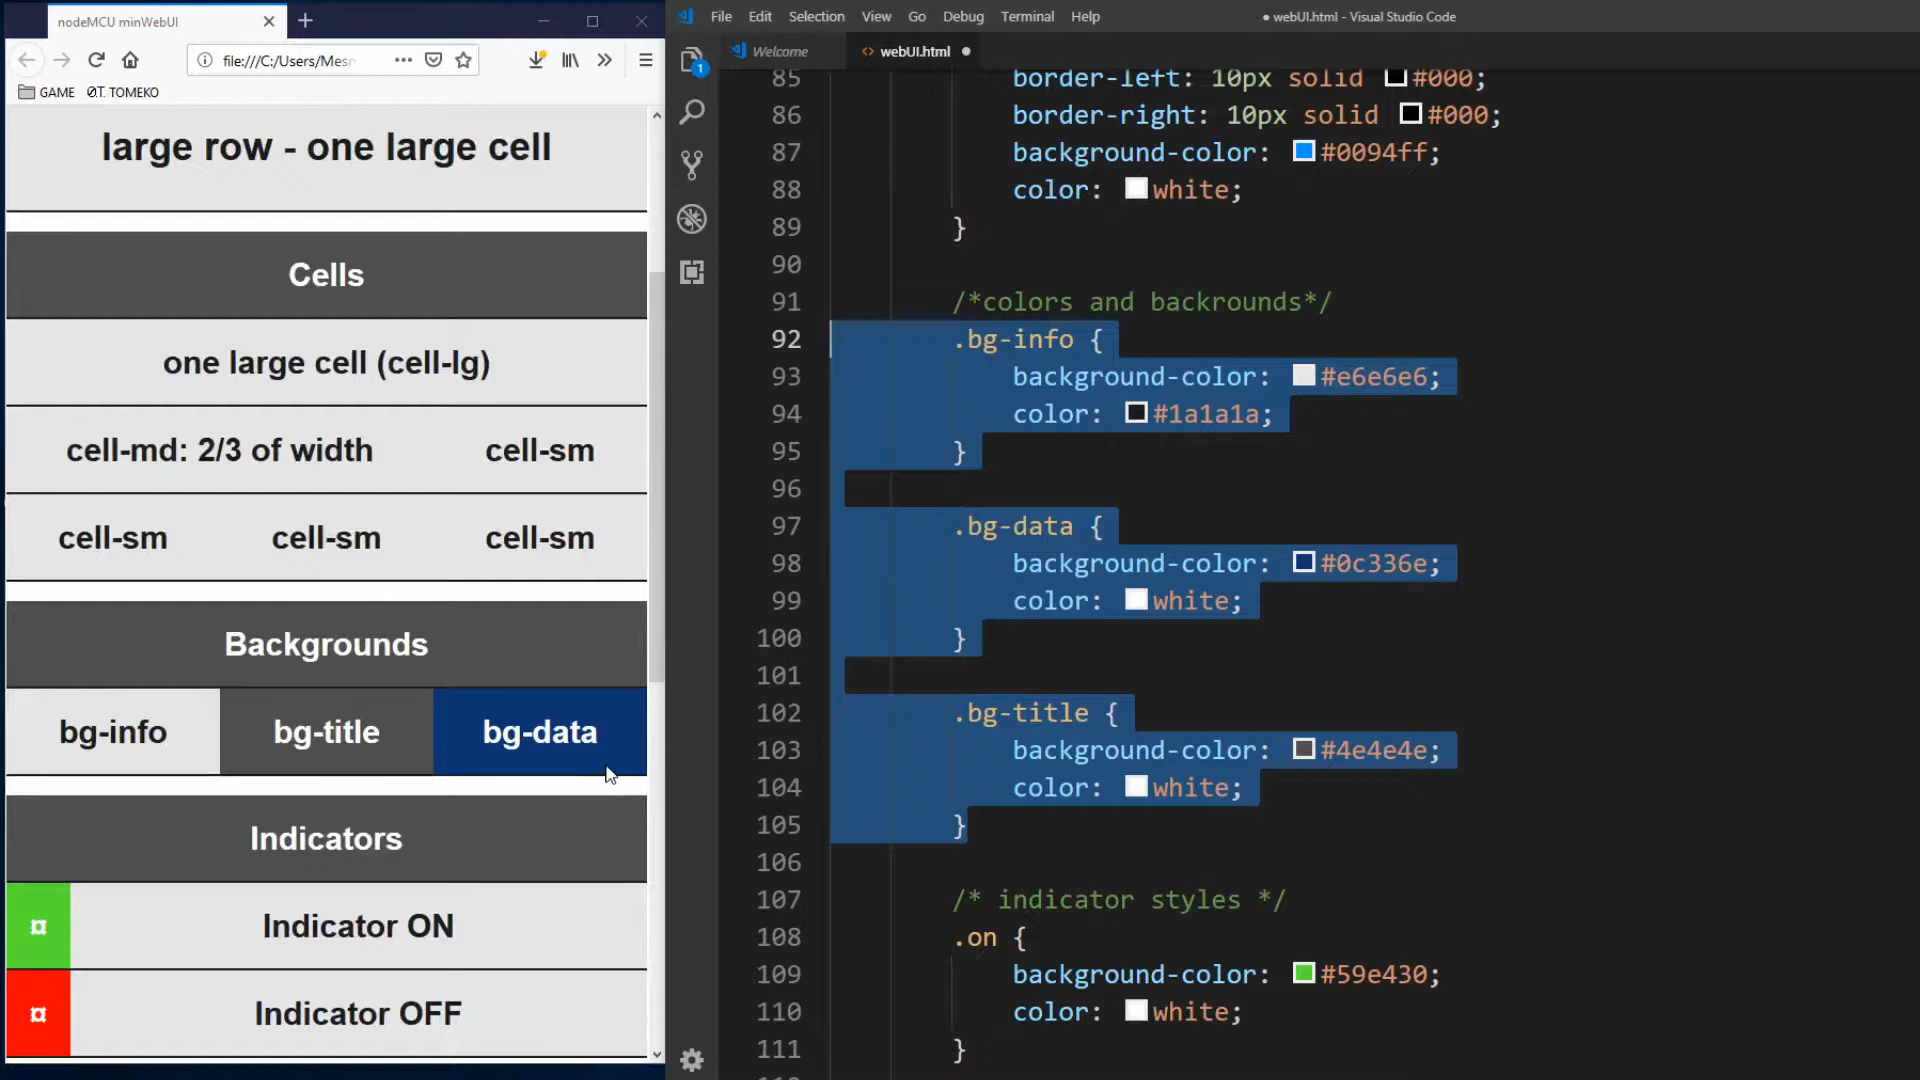 nodeMCU minWebUI
file:///C:/Users/Mesr
GAME
T. TOMEKO
large row - one large cell
Cells
one large cell (cell-lg)
cell-md: 2/3 of width cell-sm
cell-sm cell-sm cell-sm
Backgrounds
bg-info bg-title bg-data
Indicators
¤ Indicator ON
¤ Indicator OFF
File Edit Selection View Go Debug Terminal Help
● webUI.html - Visual Studio Code
Welcome
<> webUI.html ●
1
85 border-left: 10px solid #000;
86 border-right: 10px solid #000;
87 background-color: #0094ff;
88 color: white;
89 }
90
91 /*colors and backrounds*/
92 .bg-info {
93 background-color: #e6e6e6;
94 color: #1a1a1a;
95 }
96
97 .bg-data {
98 background-color: #0c336e;
99 color: white;
100 }
101
102 .bg-title {
103 background-color: #4e4e4e;
104 color: white;
105 }
106
107 /* indicator styles */
108 .on {
109 background-color: #59e430;
110 color: white;
111 }